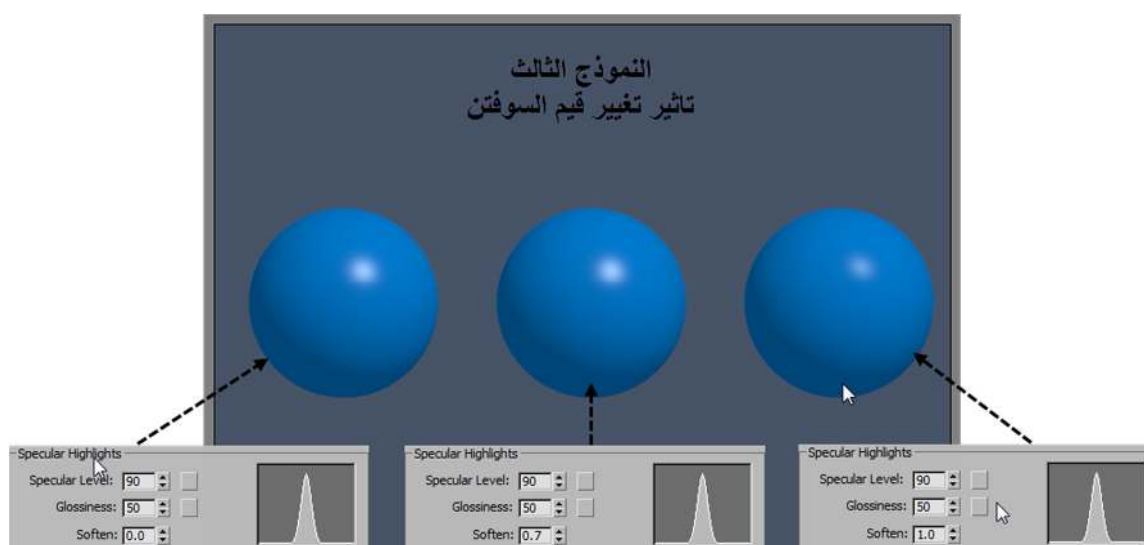 النموذج الثالث
تاثير تغيير قيم السوفتن
Specular Highlights
Specular Level: 90
Glossiness: 50
Soften: 0.0
Specular Highlights
Specular Level: 90
Glossiness: 50
Soften: 0.7
Specular Highlights
Specular Level: 90
Glossiness: 50
Soften: 1.0